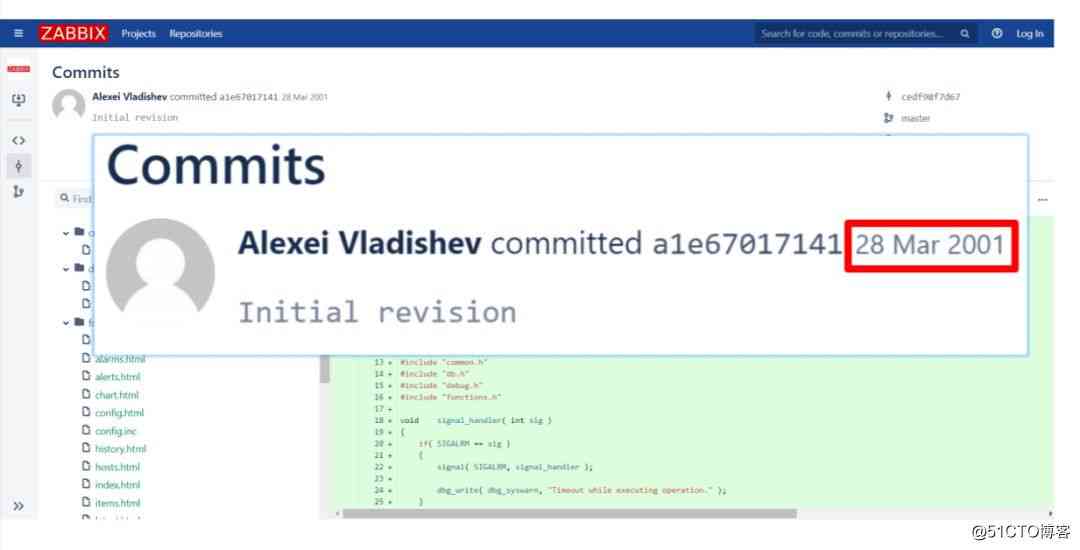 ZABBIX Projects Repositories Search for code, commits or repositories... Log In
ZABBIX
Commits
Alexei Vladishev committed a1e67017141 28 Mar 2001
Initial revision
cedf90f7d67
master
Commits
Alexei Vladishev committed a1e67017141 28 Mar 2001
Initial revision
Find
alarms.html
alerts.html
chart.html
config.html
config.inc
history.html
hosts.html
index.html
items.html
13 + #include "common.h"
14 + #include "db.h"
15 + #include "debug.h"
16 + #include "functions.h"
17 +
18 + void signal_handler( int sig )
19 + {
20 + if( SIGALRM == sig )
21 + {
22 + signal( SIGALRM, signal_handler );
23 +
24 + dbg_write( dbg_syswarn, "Timeout while executing operation." );
25 + }
@51CTO博客